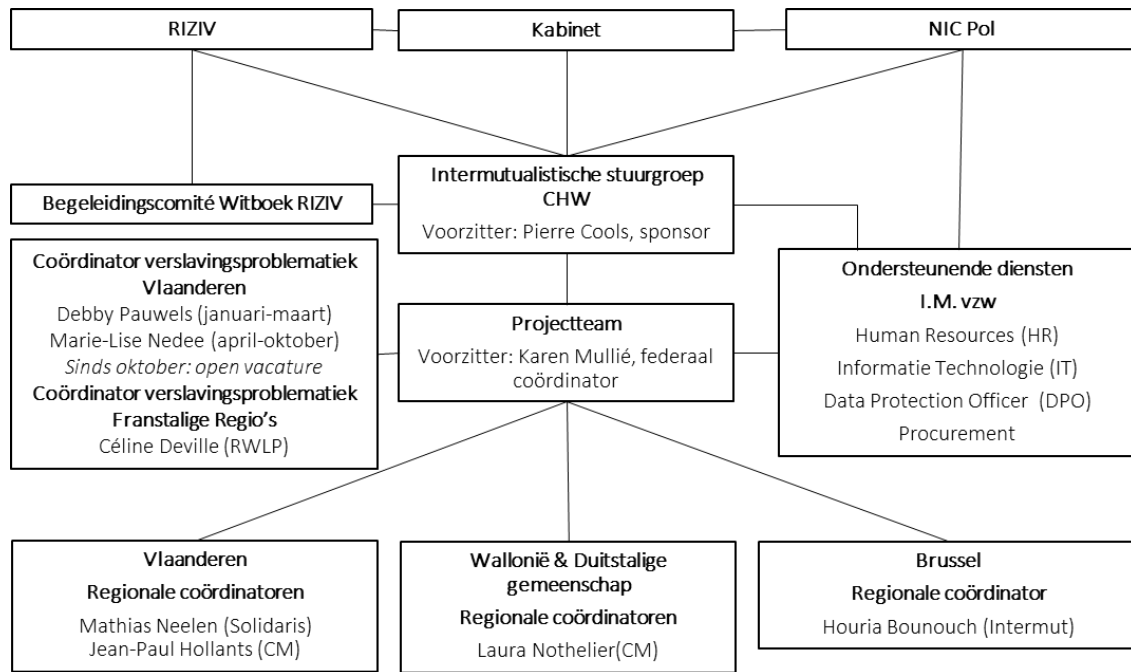 RIZIV
Kabinet
NIC Pol
Intermutualistische stuurgroep
CHW
Voorzitter: Pierre Cools, sponsor
Begeleidingscomité Witboek RIZIV
Coördinator verslavingsproblematiek
Vlaanderen
Debby Pauwels (januari-maart)
Marie-Lise Nedee (april-oktober)
Sinds oktober: open vacature
Coördinator verslavingsproblematiek
Franstalige Regio's
Céline Deville (RWLP)
Projectteam
Voorzitter: Karen Mullié, federaal
coördinator
Ondersteunende diensten
I.M. vzw
Human Resources (HR)
Informatie Technologie (IT)
Data Protection Officer (DPO)
Procurement
Vlaanderen
Regionale coördinatoren
Mathias Neelen (Solidaris)
Jean-Paul Hollants (CM)
Wallonië & Duitstalige
gemeenschap
Regionale coördinatoren
Laura Nothelier(CM)
Brussel
Regionale coördinator
Houria Bounouch (Intermut)